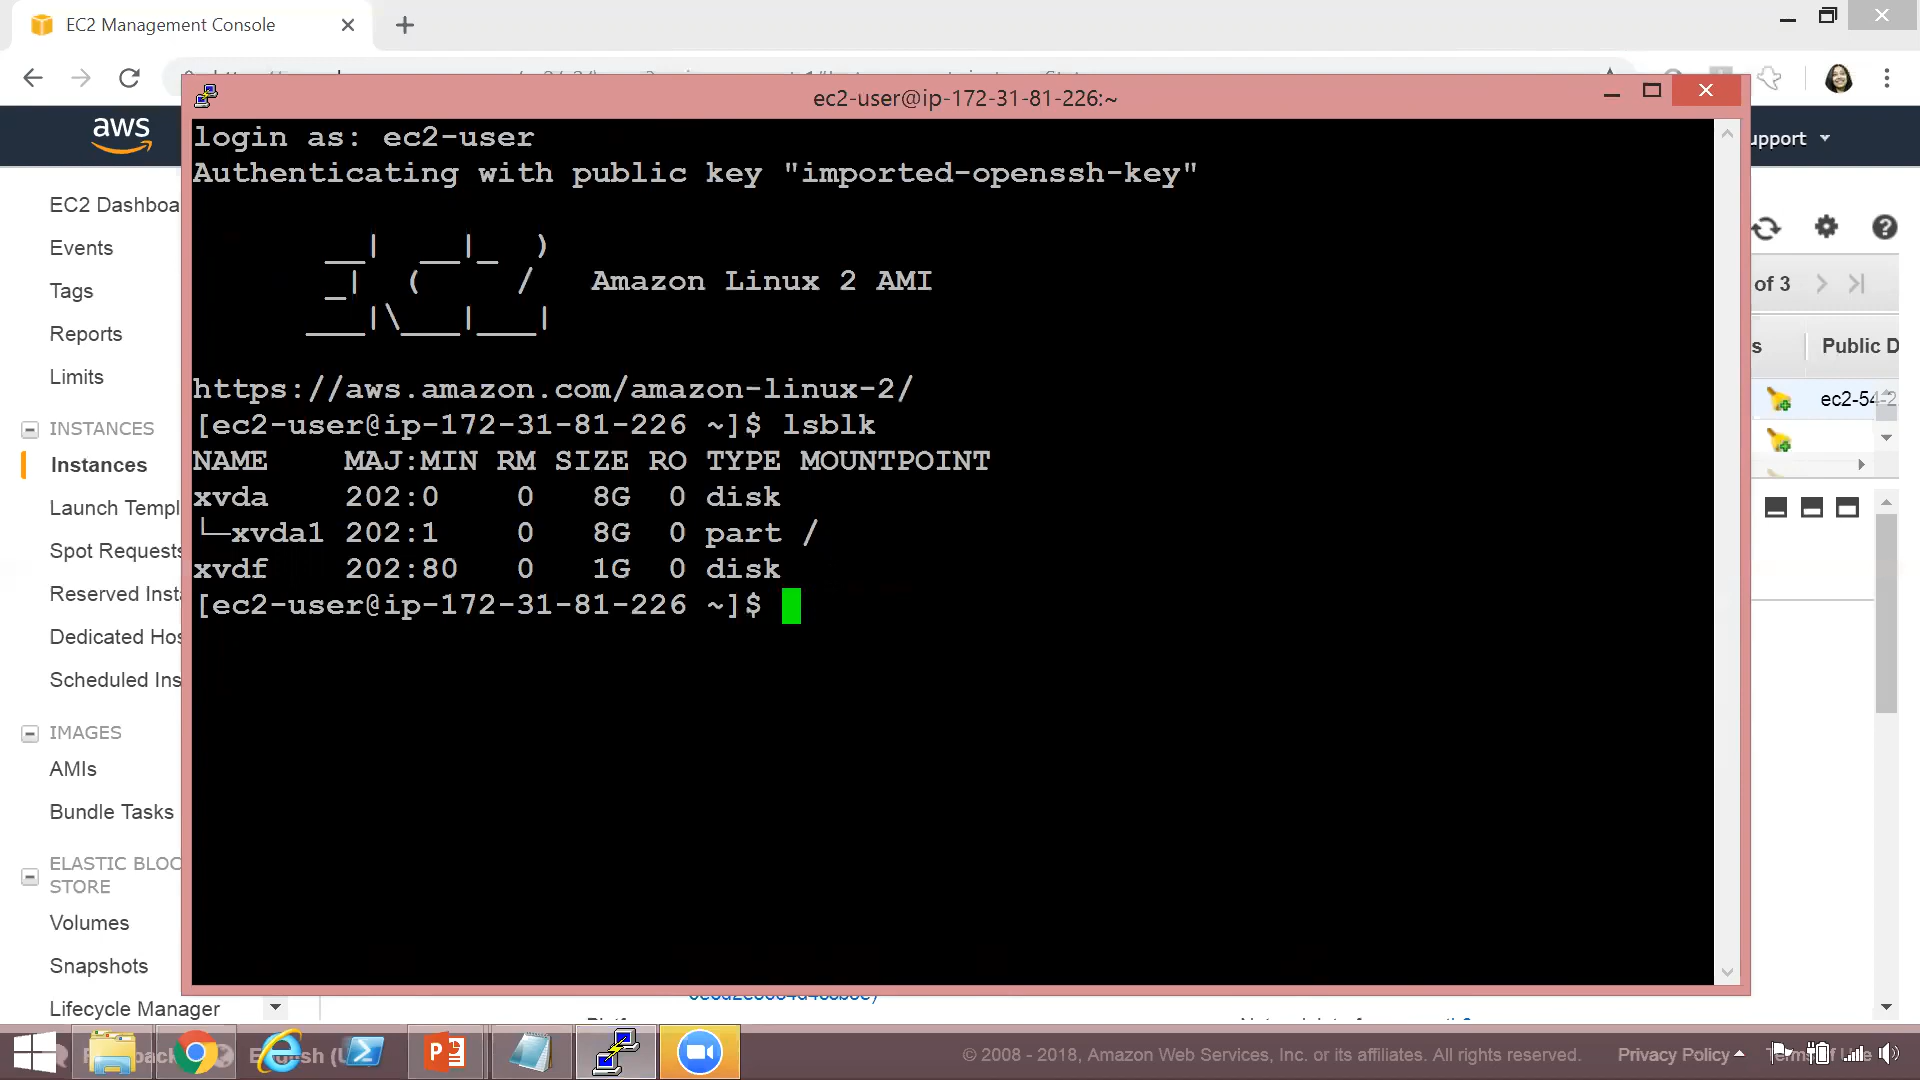 EC2 Management Console
ec2-user@ip-172-31-81-226:~
aws
upport
login as: ec2-user
Authenticating with public key "imported-openssh-key"
__|  __|_  )
_|  (     /   Amazon Linux 2 AMI
___|\___|___|
https://aws.amazon.com/amazon-linux-2/
[ec2-user@ip-172-31-81-226 ~]$ lsblk
NAME    MAJ:MIN RM SIZE RO TYPE MOUNTPOINT
xvda    202:0    0   8G  0 disk
└─xvda1 202:1    0   8G  0 part /
xvdf    202:80   0   1G  0 disk
[ec2-user@ip-172-31-81-226 ~]$
EC2 Dashboa
Events
Tags
Reports
Limits
INSTANCES
Instances
Launch Templ
Spot Requests
Reserved Inst
Dedicated Hos
Scheduled Ins
IMAGES
AMIs
Bundle Tasks
ELASTIC BLOC
STORE
Volumes
Snapshots
Lifecycle Manager
of 3
s
Public D
ec2-54-2
© 2008 - 2018, Amazon Web Services, Inc. or its affiliates. All rights reserved.
Privacy Policy